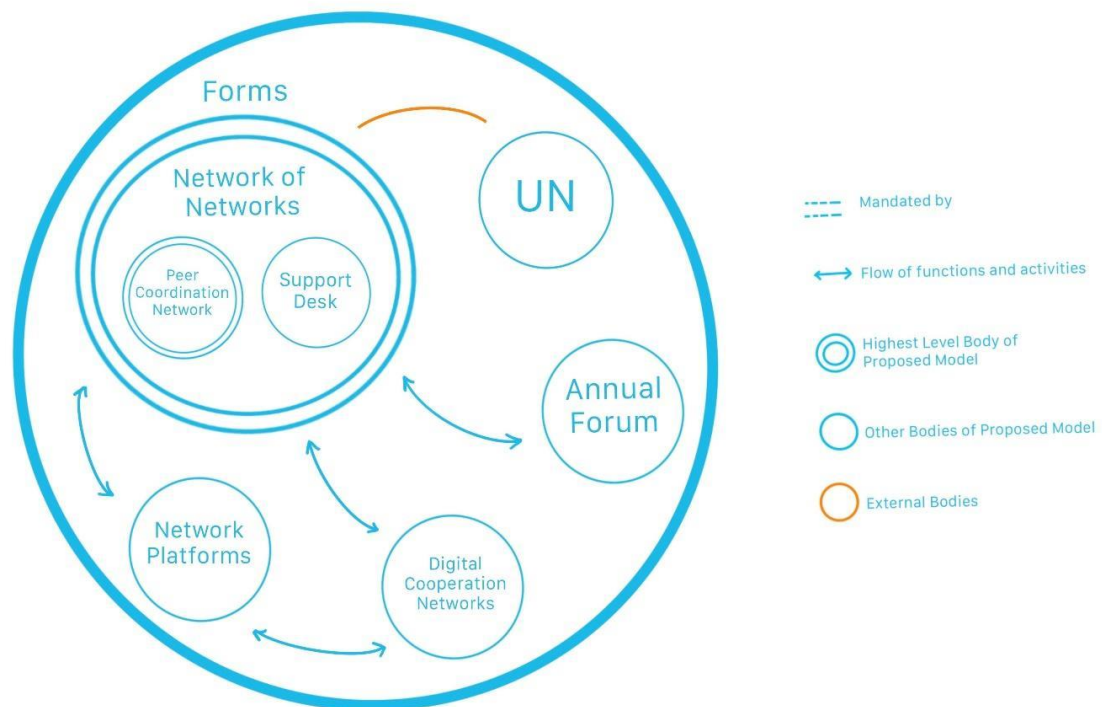 Forms
Network of
Networks
Peer
Coordination
Network
Support
Desk
UN
Annual
Forum
Network
Platforms
Digital
Cooperation
Networks
Mandated by
Flow of functions and activities
Highest Level Body of
Proposed Model
Other Bodies of Proposed Model
External Bodies